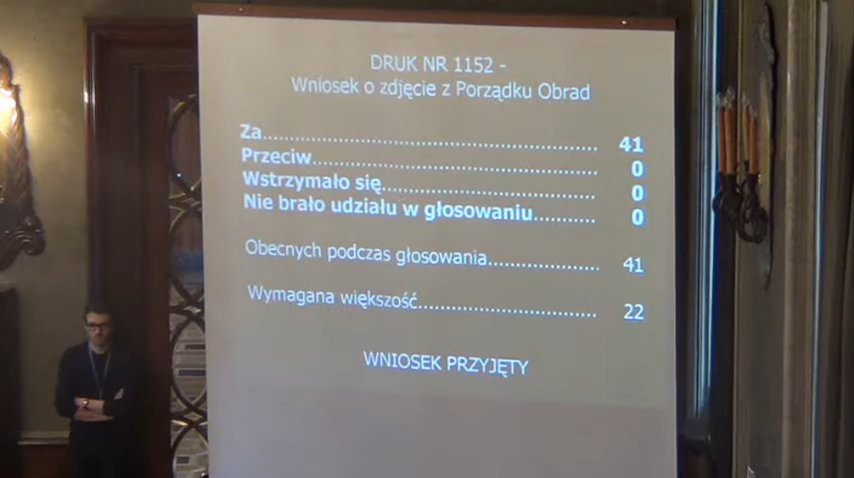 DRUK NR 1152 -
Wniosek o zdjęcie z Porządku Obrad
Za.......................................................... 41
Przeciw.................................................. 0
Wstrzymało się..................................... 0
Nie brało udziału w głosowaniu.......... 0
Obecnych podczas głosowania.................. 41
Wymagana większość............................. 22
WNIOSEK PRZYJĘTY